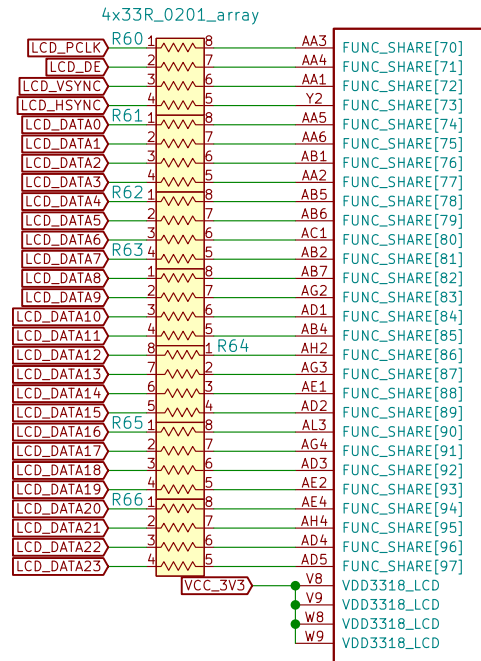 4x33R_0201_array
LCD_PCLK R60 1 8 AA3 FUNC_SHARE[70]
LCD_DE 2 7 AA4 FUNC_SHARE[71]
LCD_VSYNC 3 6 AA1 FUNC_SHARE[72]
LCD_HSYNC 4 5 Y2 FUNC_SHARE[73]
LCD_DATA0 R61 1 8 AA5 FUNC_SHARE[74]
LCD_DATA1 2 7 AA6 FUNC_SHARE[75]
LCD_DATA2 3 6 AB1 FUNC_SHARE[76]
LCD_DATA3 4 5 AA2 FUNC_SHARE[77]
LCD_DATA4 R62 1 8 AB5 FUNC_SHARE[78]
LCD_DATA5 2 7 AB6 FUNC_SHARE[79]
LCD_DATA6 3 6 AC1 FUNC_SHARE[80]
LCD_DATA7 R63 4 5 AB2 FUNC_SHARE[81]
LCD_DATA8 1 8 AB7 FUNC_SHARE[82]
LCD_DATA9 2 7 AG2 FUNC_SHARE[83]
LCD_DATA10 3 6 AD1 FUNC_SHARE[84]
LCD_DATA11 4 5 AB4 FUNC_SHARE[85]
LCD_DATA12 8 1 R64 AH2 FUNC_SHARE[86]
LCD_DATA13 7 2 AG3 FUNC_SHARE[87]
LCD_DATA14 6 3 AE1 FUNC_SHARE[88]
LCD_DATA15 5 4 AD2 FUNC_SHARE[89]
LCD_DATA16 R65 1 8 AL3 FUNC_SHARE[90]
LCD_DATA17 2 7 AG4 FUNC_SHARE[91]
LCD_DATA18 3 6 AD3 FUNC_SHARE[92]
LCD_DATA19 4 5 AE2 FUNC_SHARE[93]
LCD_DATA20 R66 1 8 AE4 FUNC_SHARE[94]
LCD_DATA21 2 7 AH4 FUNC_SHARE[95]
LCD_DATA22 3 6 AD4 FUNC_SHARE[96]
LCD_DATA23 4 5 AD5 FUNC_SHARE[97]
VCC_3V3 V8 VDD3318_LCD
V9 VDD3318_LCD
W8 VDD3318_LCD
W9 VDD3318_LCD